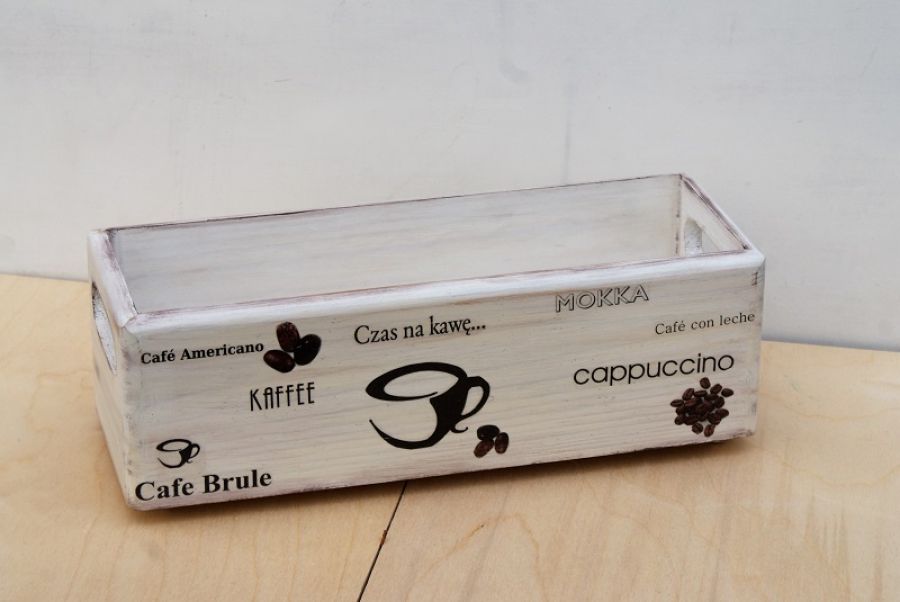 Café Americano
Czas na kawę...
MOKKA
Café con leche
KAFFEE
cappuccino
Cafe Brule